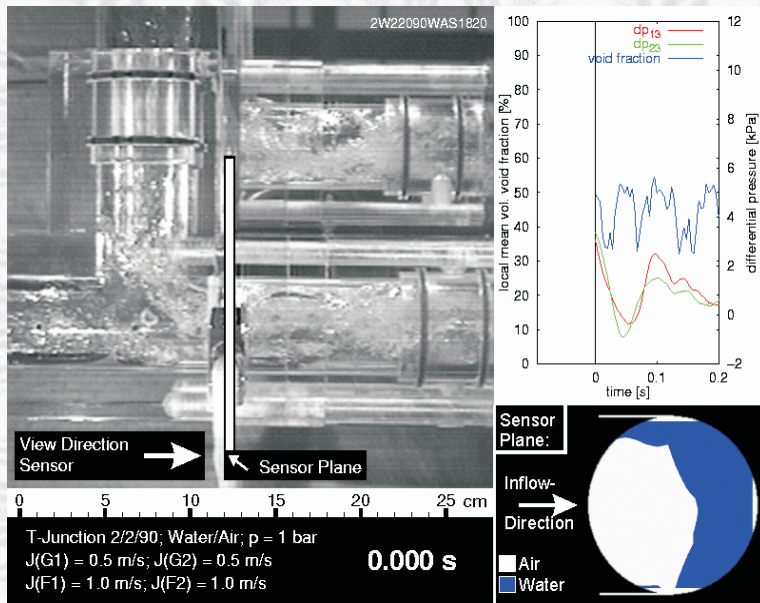 2W22090WAS1820
View Direction
Sensor
Sensor Plane
0 5 10 15 20 25 cm
T-Junction 2/2/90; Water/Air; p = 1 bar
J(G1) = 0.5 m/s; J(G2) = 0.5 m/s
J(F1) = 1.0 m/s; J(F2) = 1.0 m/s
0.000 s
dp13
dp23
void fraction
local mean vol. void fraction [%]
100
90
80
70
60
50
40
30
20
10
0
differential pressure [kPa]
12
10
8
6
4
2
0
−2
0 0.1 0.2
time [s]
Sensor
Plane:
Inflow-
Direction
Air
Water